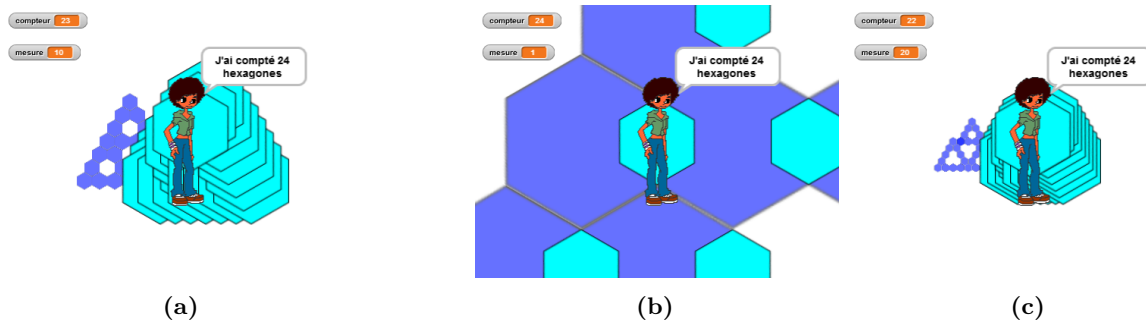 compteur 23
mesure 10
J'ai compté 24
hexagones
(a)
compteur 24
mesure 1
J'ai compté 24
hexagones
(b)
compteur 22
mesure 20
J'ai compté 24
hexagones
(c)